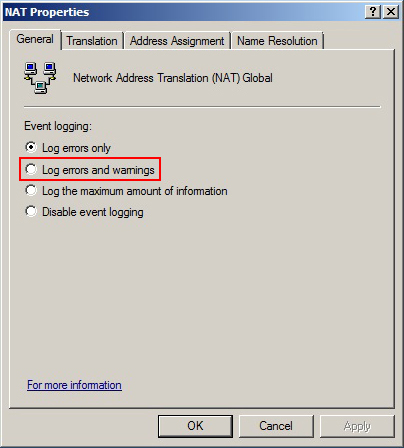 NAT Properties
General
Translation
Address Assignment
Name Resolution
Network Address Translation (NAT) Global
Event logging:
Log errors only
Log errors and warnings
Log the maximum amount of information
Disable event logging
For more information
OK
Cancel
Apply